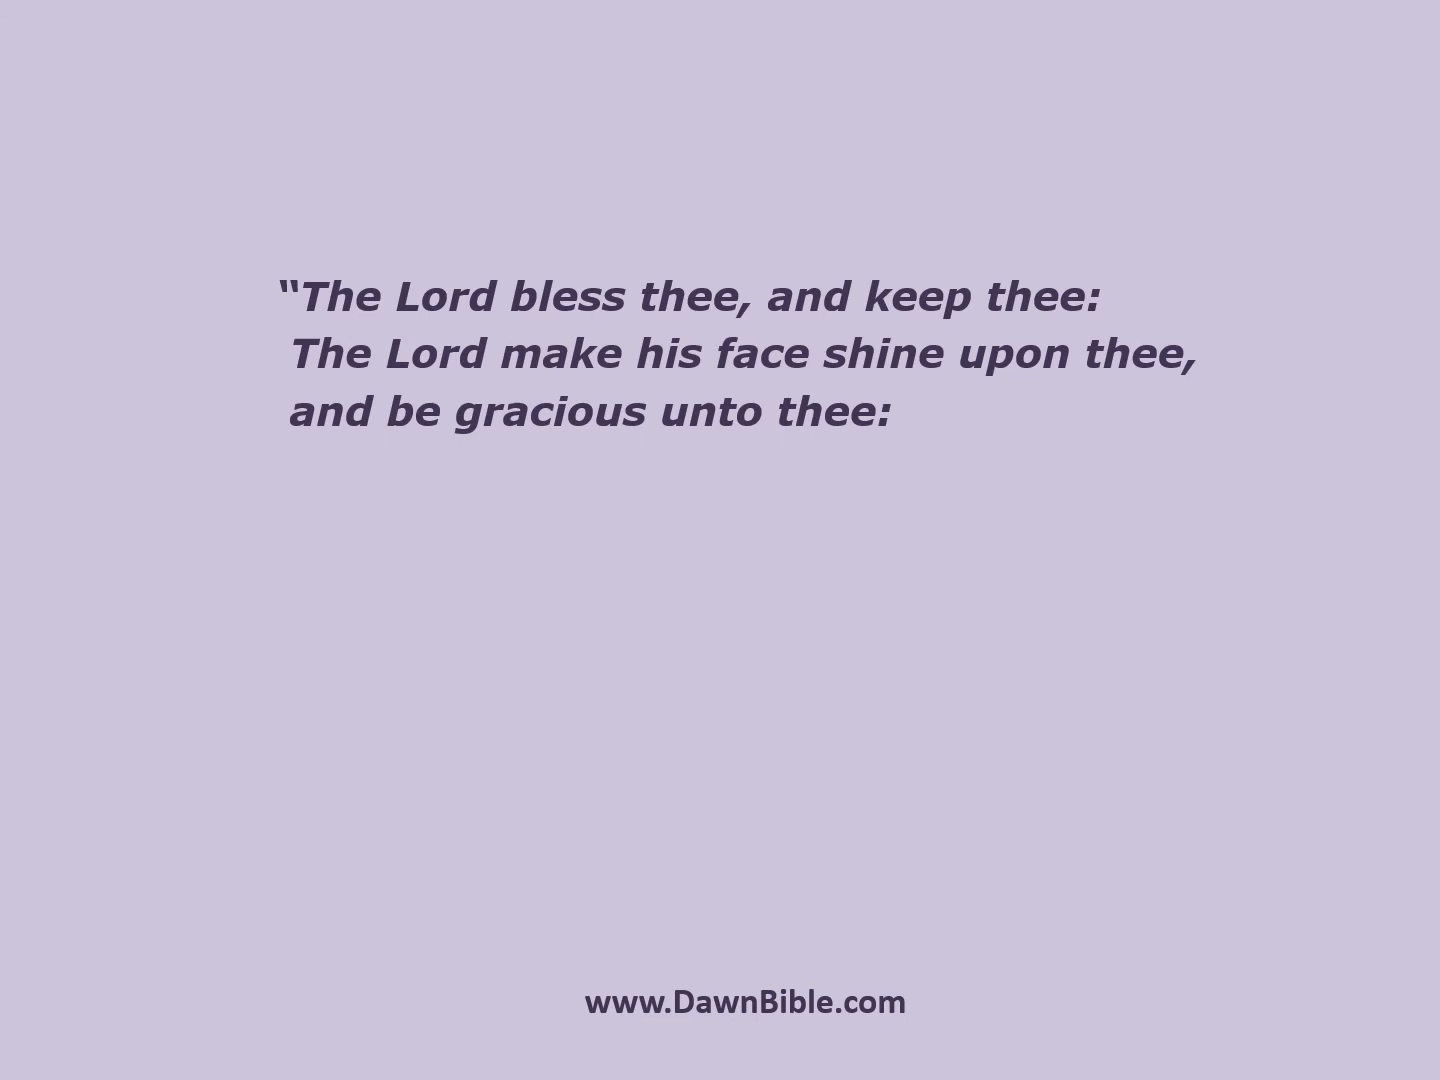 “The Lord bless thee, and keep thee:
The Lord make his face shine upon thee,
and be gracious unto thee:
www.DawnBible.com